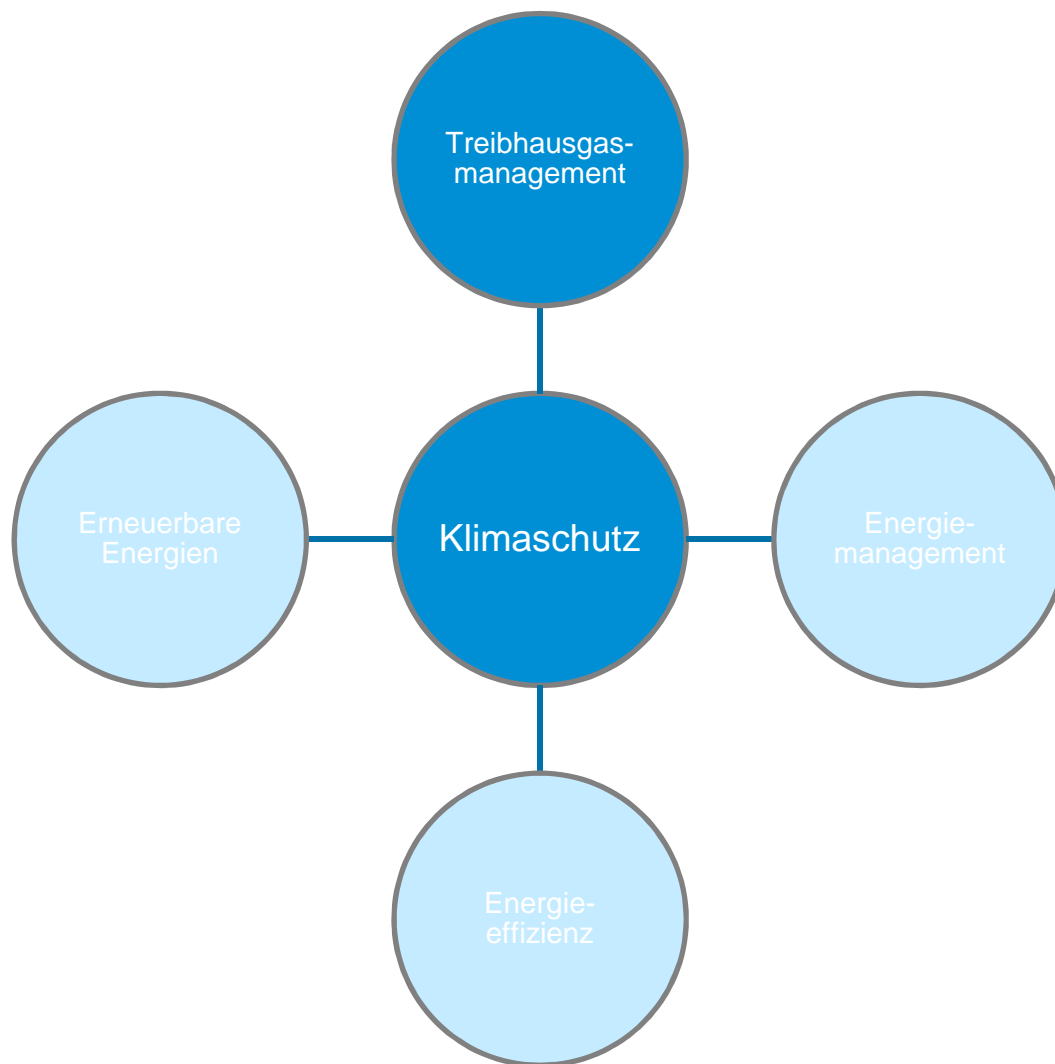 Treibhausgas-
management
Erneuerbare
Energien
Klimaschutz
Energie-
management
Energie-
effizienz